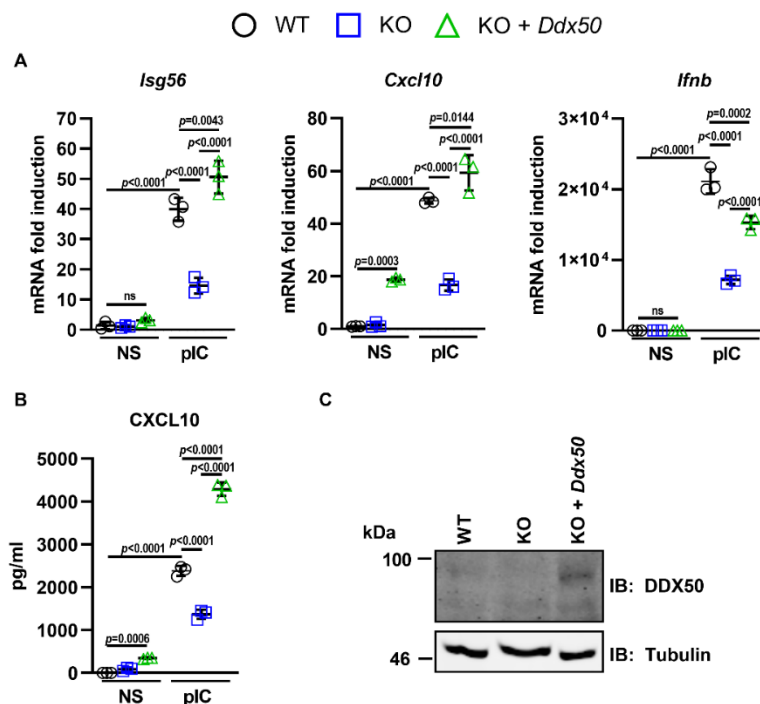 WT KO KO + Ddx50
A
Isg56
mRNA fold induction
70
60
50
40
30
20
10
0
p=0.0043
p<0.0001
p<0.0001
p<0.0001
ns
NS pIC
Cxcl10
mRNA fold induction
80
60
40
20
0
p=0.0144
p<0.0001
p<0.0001
p<0.0001
p=0.0003
NS pIC
Ifnb
mRNA fold induction
3×10⁴
2×10⁴
1×10⁴
0
p=0.0002
p<0.0001
p<0.0001
p<0.0001
ns
NS pIC
B
CXCL10
pg/ml
5000
4000
3000
2000
1000
0
p<0.0001
p<0.0001
p<0.0001
p<0.0001
p=0.0006
NS pIC
C
kDa
WT
KO
KO + Ddx50
100
IB: DDX50
46
IB: Tubulin